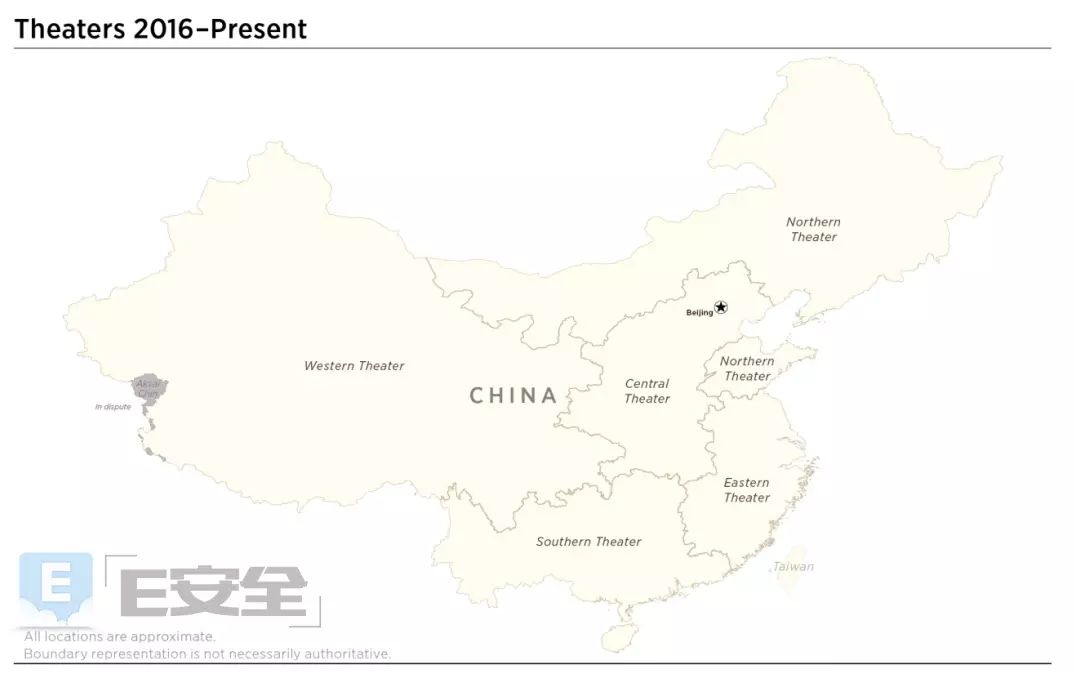 Theaters 2016–Present
Northern
Theater
Beijing
Western Theater
Northern
Theater
Aksai
Chin
Central
Theater
CHINA
In dispute
Eastern
Theater
Southern Theater
Taiwan
E
E安全
All locations are approximate.
Boundary representation is not necessarily authoritative.